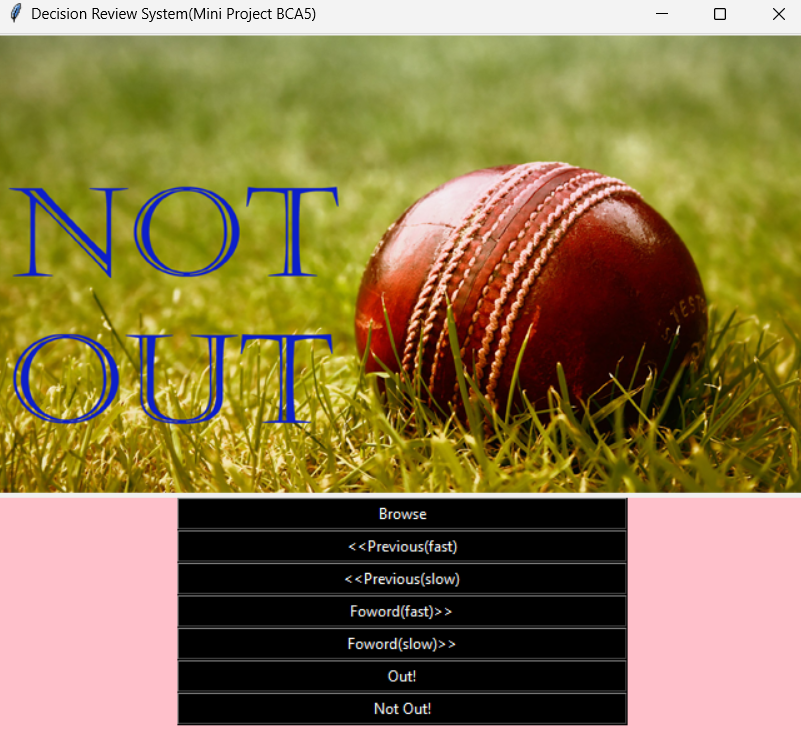 Decision Review System(Mini Project BCA5)
NOT
OUT
Browse
<<Previous(fast)
<<Previous(slow)
Foword(fast)>>
Foword(slow)>>
Out!
Not Out!